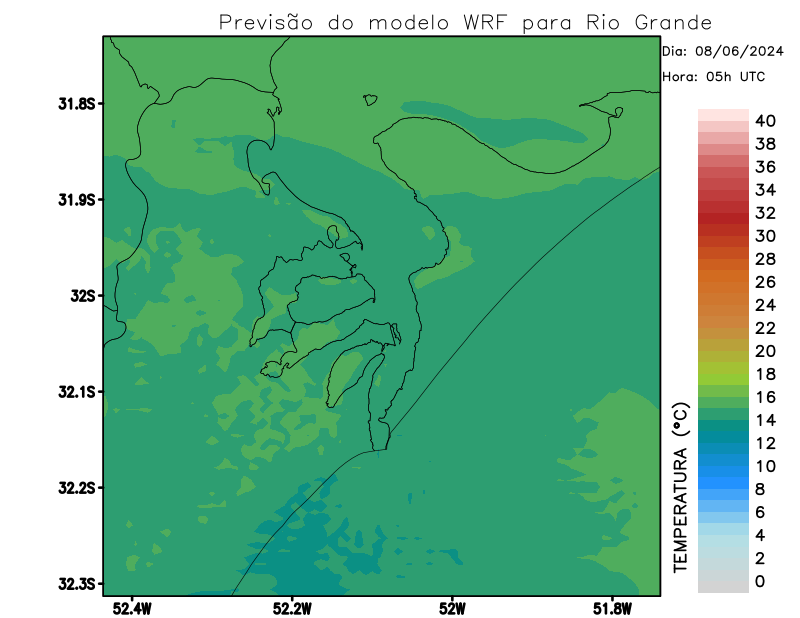 Previsão do modelo WRF para Rio Grande
Dia: 08/06/2024
Hora: 05h UTC
31.8S
31.9S
32S
32.1S
32.2S
32.3S
52.4W
52.2W
52W
51.8W
TEMPERATURA (°C)
40
38
36
34
32
30
28
26
24
22
20
18
16
14
12
10
8
6
4
2
0